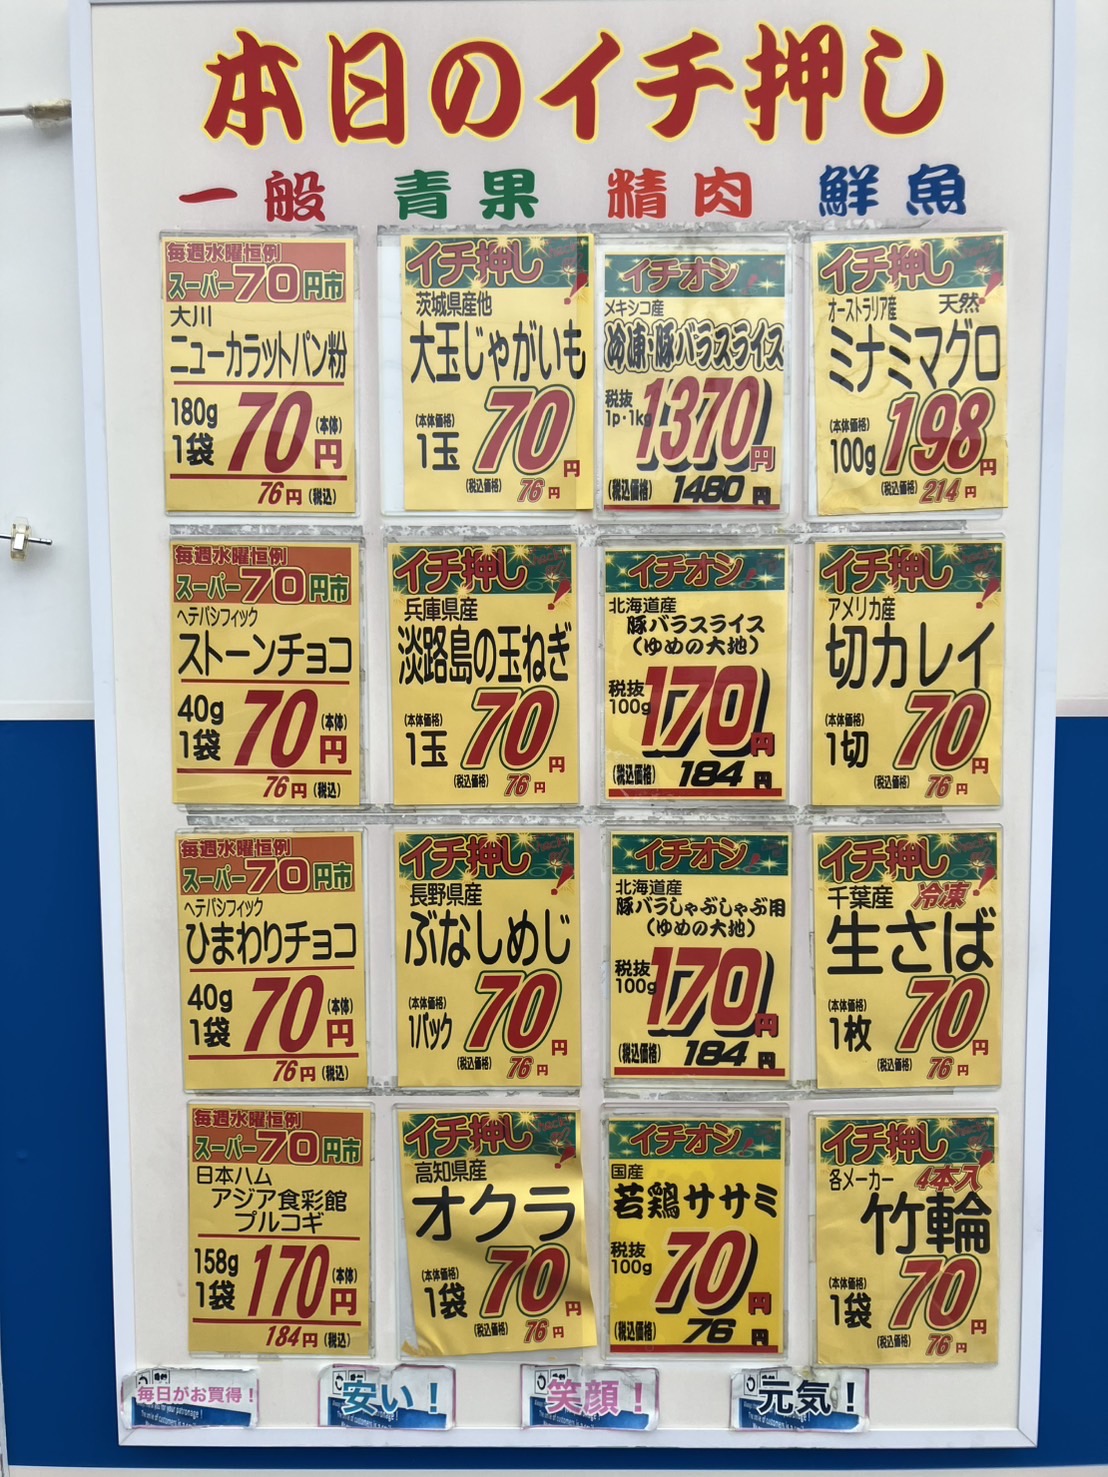 本日のイチ押し
一般 青果 精肉 鮮魚
毎週水曜恒例
スーパー70円市
大川
ニューカラットパン粉
180g
1袋 70円(本体)
76円(税込)
イチ押し!
茨城県産他
大玉じゃがいも
(本体価格)
1玉 70円
(税込価格) 76円
イチオシ
メキシコ産
冷凍・豚バラスライス
税抜
1p・1kg 1370円
(税込価格) 1480円
イチ押し!
オーストラリア産 天然
ミナミマグロ
(本体価格)
100g 198円
(税込価格) 214円
毎週水曜恒例
スーパー70円市
ヘテパシフィック
ストーンチョコ
40g
1袋 70円(本体)
76円(税込)
イチ押し!
兵庫県産
淡路島の玉ねぎ
(本体価格)
1玉 70円
(税込価格) 76円
イチオシ
北海道産
豚バラスライス
(ゆめの大地)
税抜
100g 170円
(税込価格) 184円
イチ押し!
アメリカ産
切カレイ
(本体価格)
1切 70円
(税込価格) 76円
毎週水曜恒例
スーパー70円市
ヘテパシフィック
ひまわりチョコ
40g
1袋 70円(本体)
76円(税込)
イチ押し!
長野県産
ぶなしめじ
(本体価格)
1パック 70円
(税込価格) 76円
イチオシ
北海道産
豚バラしゃぶしゃぶ用
(ゆめの大地)
税抜
100g 170円
(税込価格) 184円
イチ押し!
千葉産 冷凍
生さば
(本体価格)
1枚 70円
(税込価格) 76円
毎週水曜恒例
スーパー70円市
日本ハム
アジア食彩館
プルコギ
158g
1袋 170円(本体)
184円(税込)
イチ押し!
高知県産
オクラ
(本体価格)
1袋 70円
(税込価格) 76円
イチオシ
国産
若鶏ササミ
税抜
100g 70円
(税込価格) 76円
イチ押し!
各メーカー 4本入
竹輪
(本体価格)
1袋 70円
(税込価格) 76円
毎日がお買得! 安い! 笑顔! 元気!